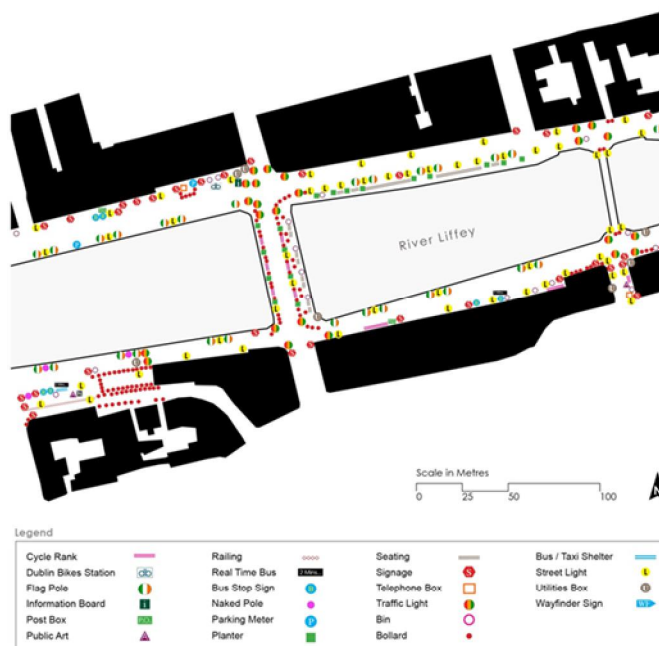 River Liffey
Scale in Metres
0 25 50 100
N
Legend
Cycle Rank
Dublin Bikes Station
Flag Pole
Information Board
Post Box
Public Art
Railing
Real Time Bus
Bus Stop Sign
Naked Pole
Parking Meter
Planter
Seating
Signage
Telephone Box
Traffic Light
Bin
Bollard
Bus / Taxi Shelter
Street Light
Utilities Box
Wayfinder Sign